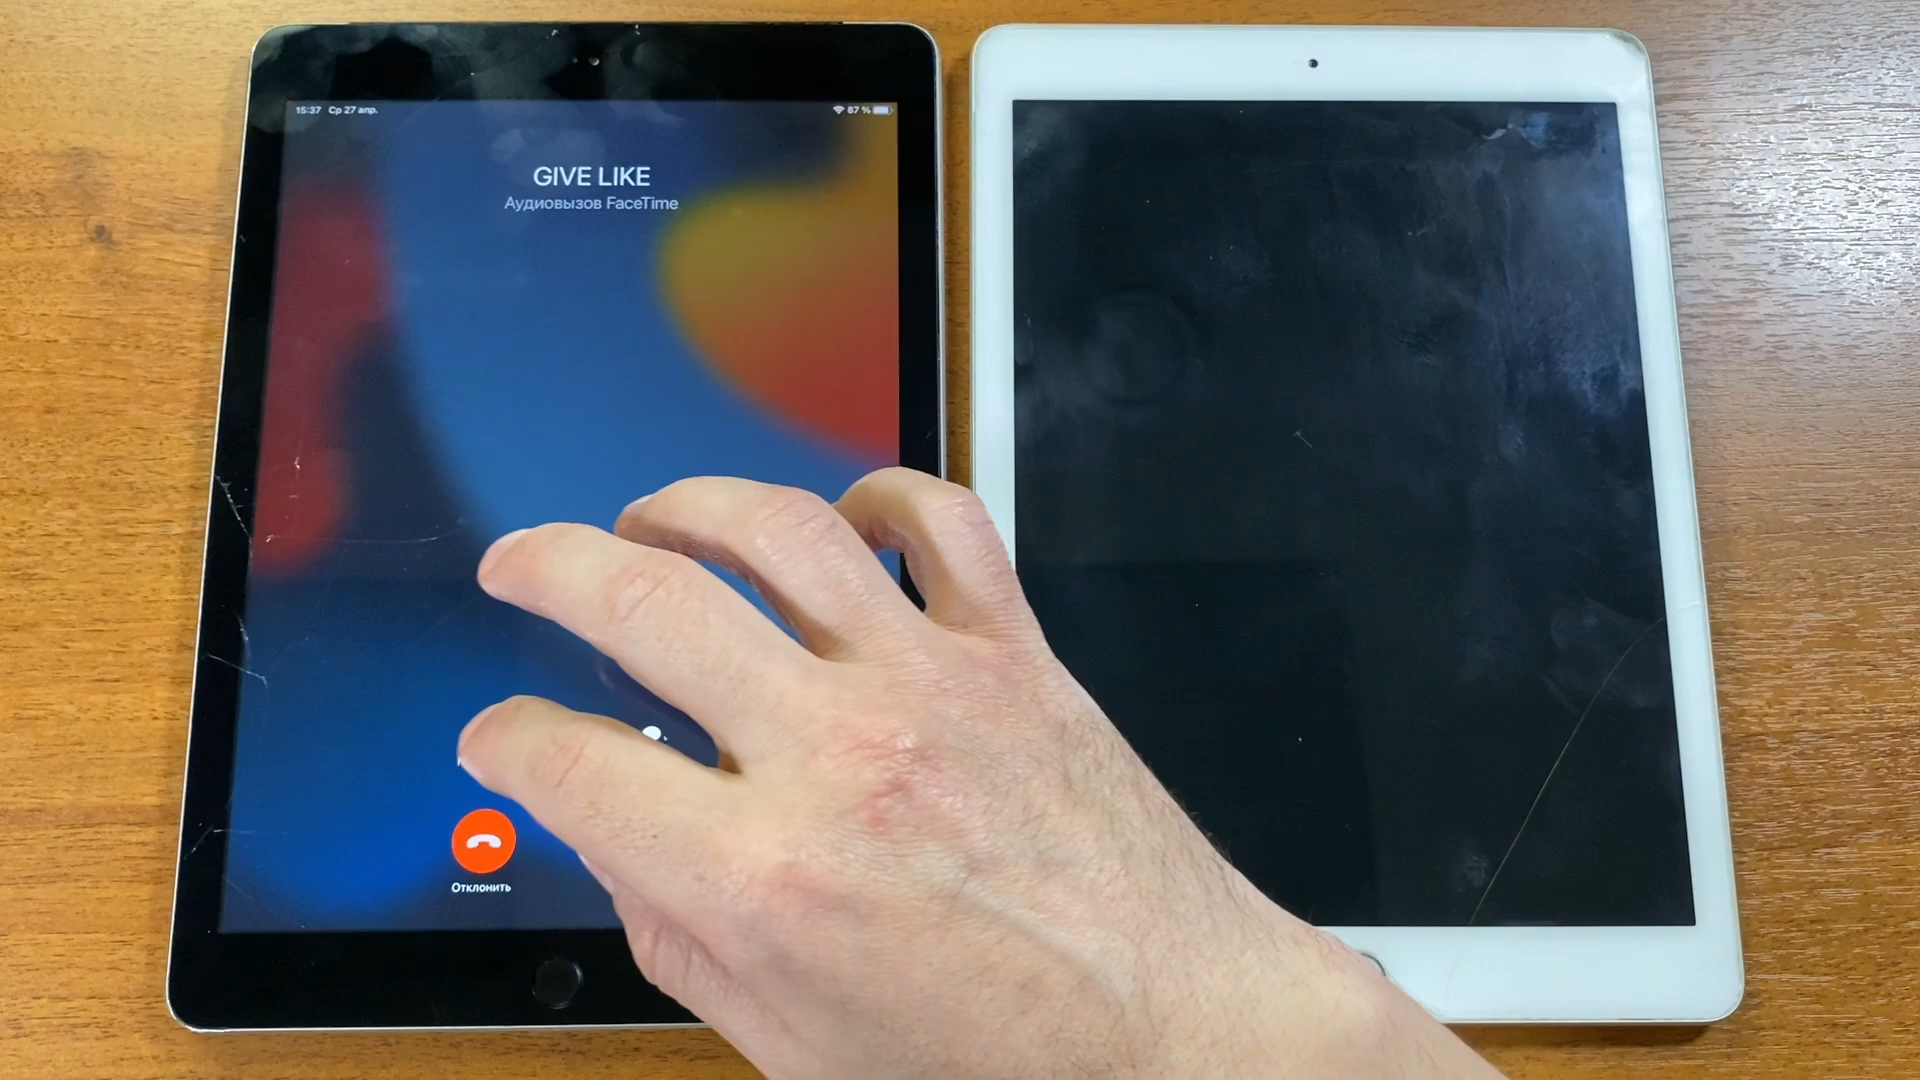 15:37 Ср 27 апр.
87 %
GIVE LIKE
Аудиовызов FaceTime
Отклонить